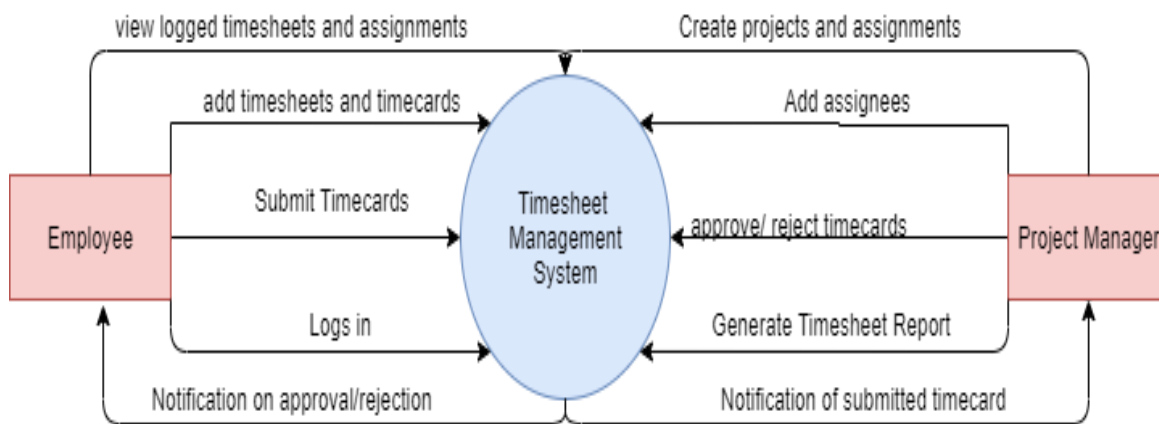 view logged timesheets and assignments
Create projects and assignments
add timesheets and timecards
Add assignees
Submit Timecards
approve/ reject timecards
Employee
Timesheet
Management
System
Project Manager
Logs in
Generate Timesheet Report
Notification on approval/rejection
Notification of submitted timecard